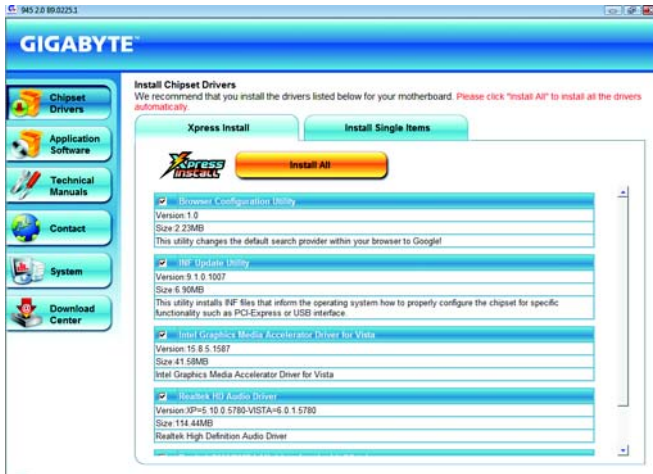 945 2.0 B9.0225.1
GIGABYTE™
Chipset
Drivers
Application
Software
Technical
Manuals
Contact
System
Download
Center
Install Chipset Drivers
We recommend that you install the drivers listed below for your motherboard. Please click "Install All" to install all the drivers
automatically.
Xpress Install
Install Single Items
Xpress
Install
Install All
Browser Configuration Utility
Version:1.0
Size:2.23MB
This utility changes the default search provider within your browser to Google!
INF Update Utility
Version:9.1.0.1007
Size:6.90MB
This utility installs INF files that inform the operating system how to properly configure the chipset for specific
functionality such as PCI-Express or USB interface.
Intel Graphics Media Accelerator Driver for Vista
Version:15.8.5.1587
Size:41.58MB
Intel Graphics Media Accelerator Driver for Vista
Realtek HD Audio Driver
Version:XP=5.10.0.5780-VISTA=6.0.1.5780
Size:114.44MB
Realtek High Definition Audio Driver